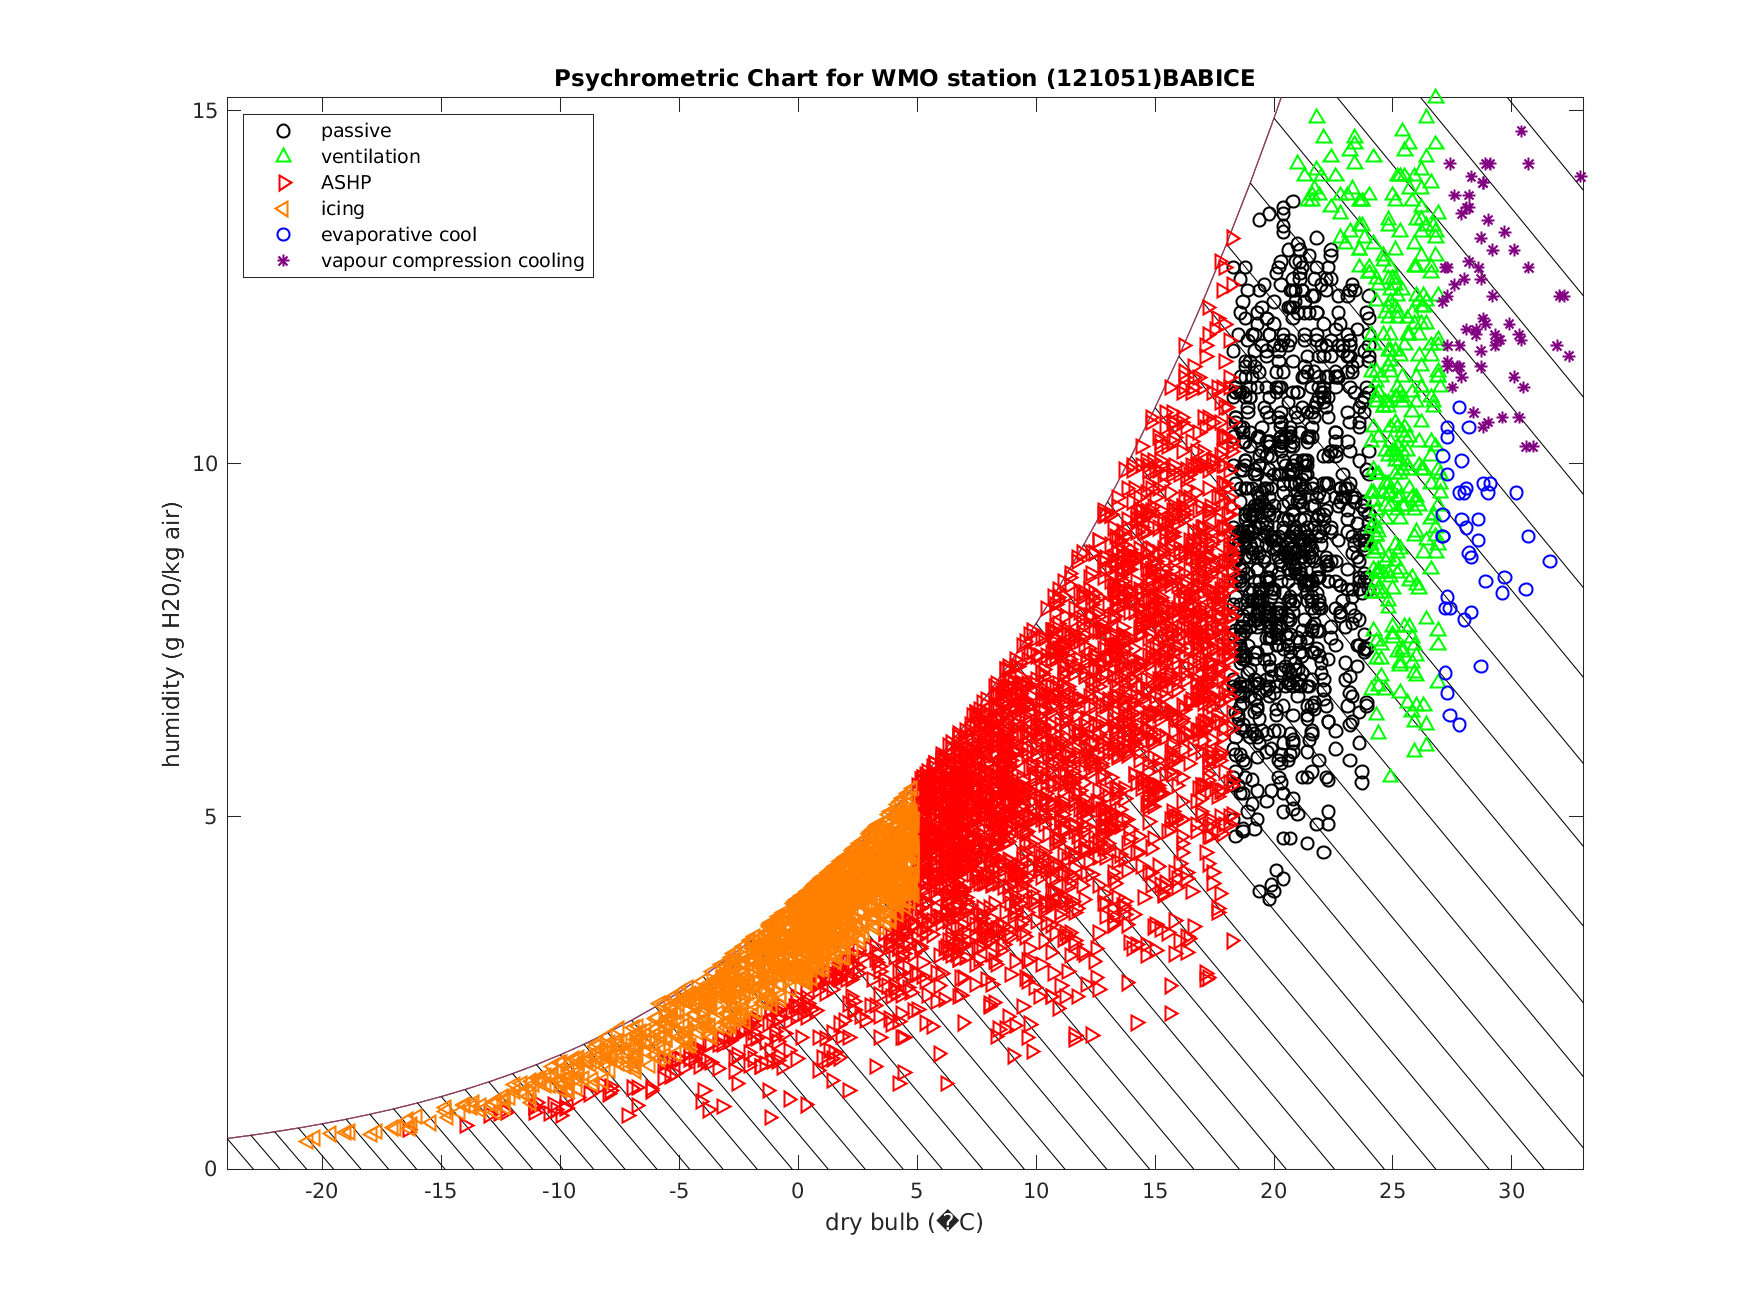 Psychrometric Chart for WMO station (121051)BABICE
passive
ventilation
ASHP
icing
evaporative cool
vapour compression cooling
15
10
5
0
humidity (g H20/kg air)
-20 -15 -10 -5 0 5 10 15 20 25 30
dry bulb (�C)